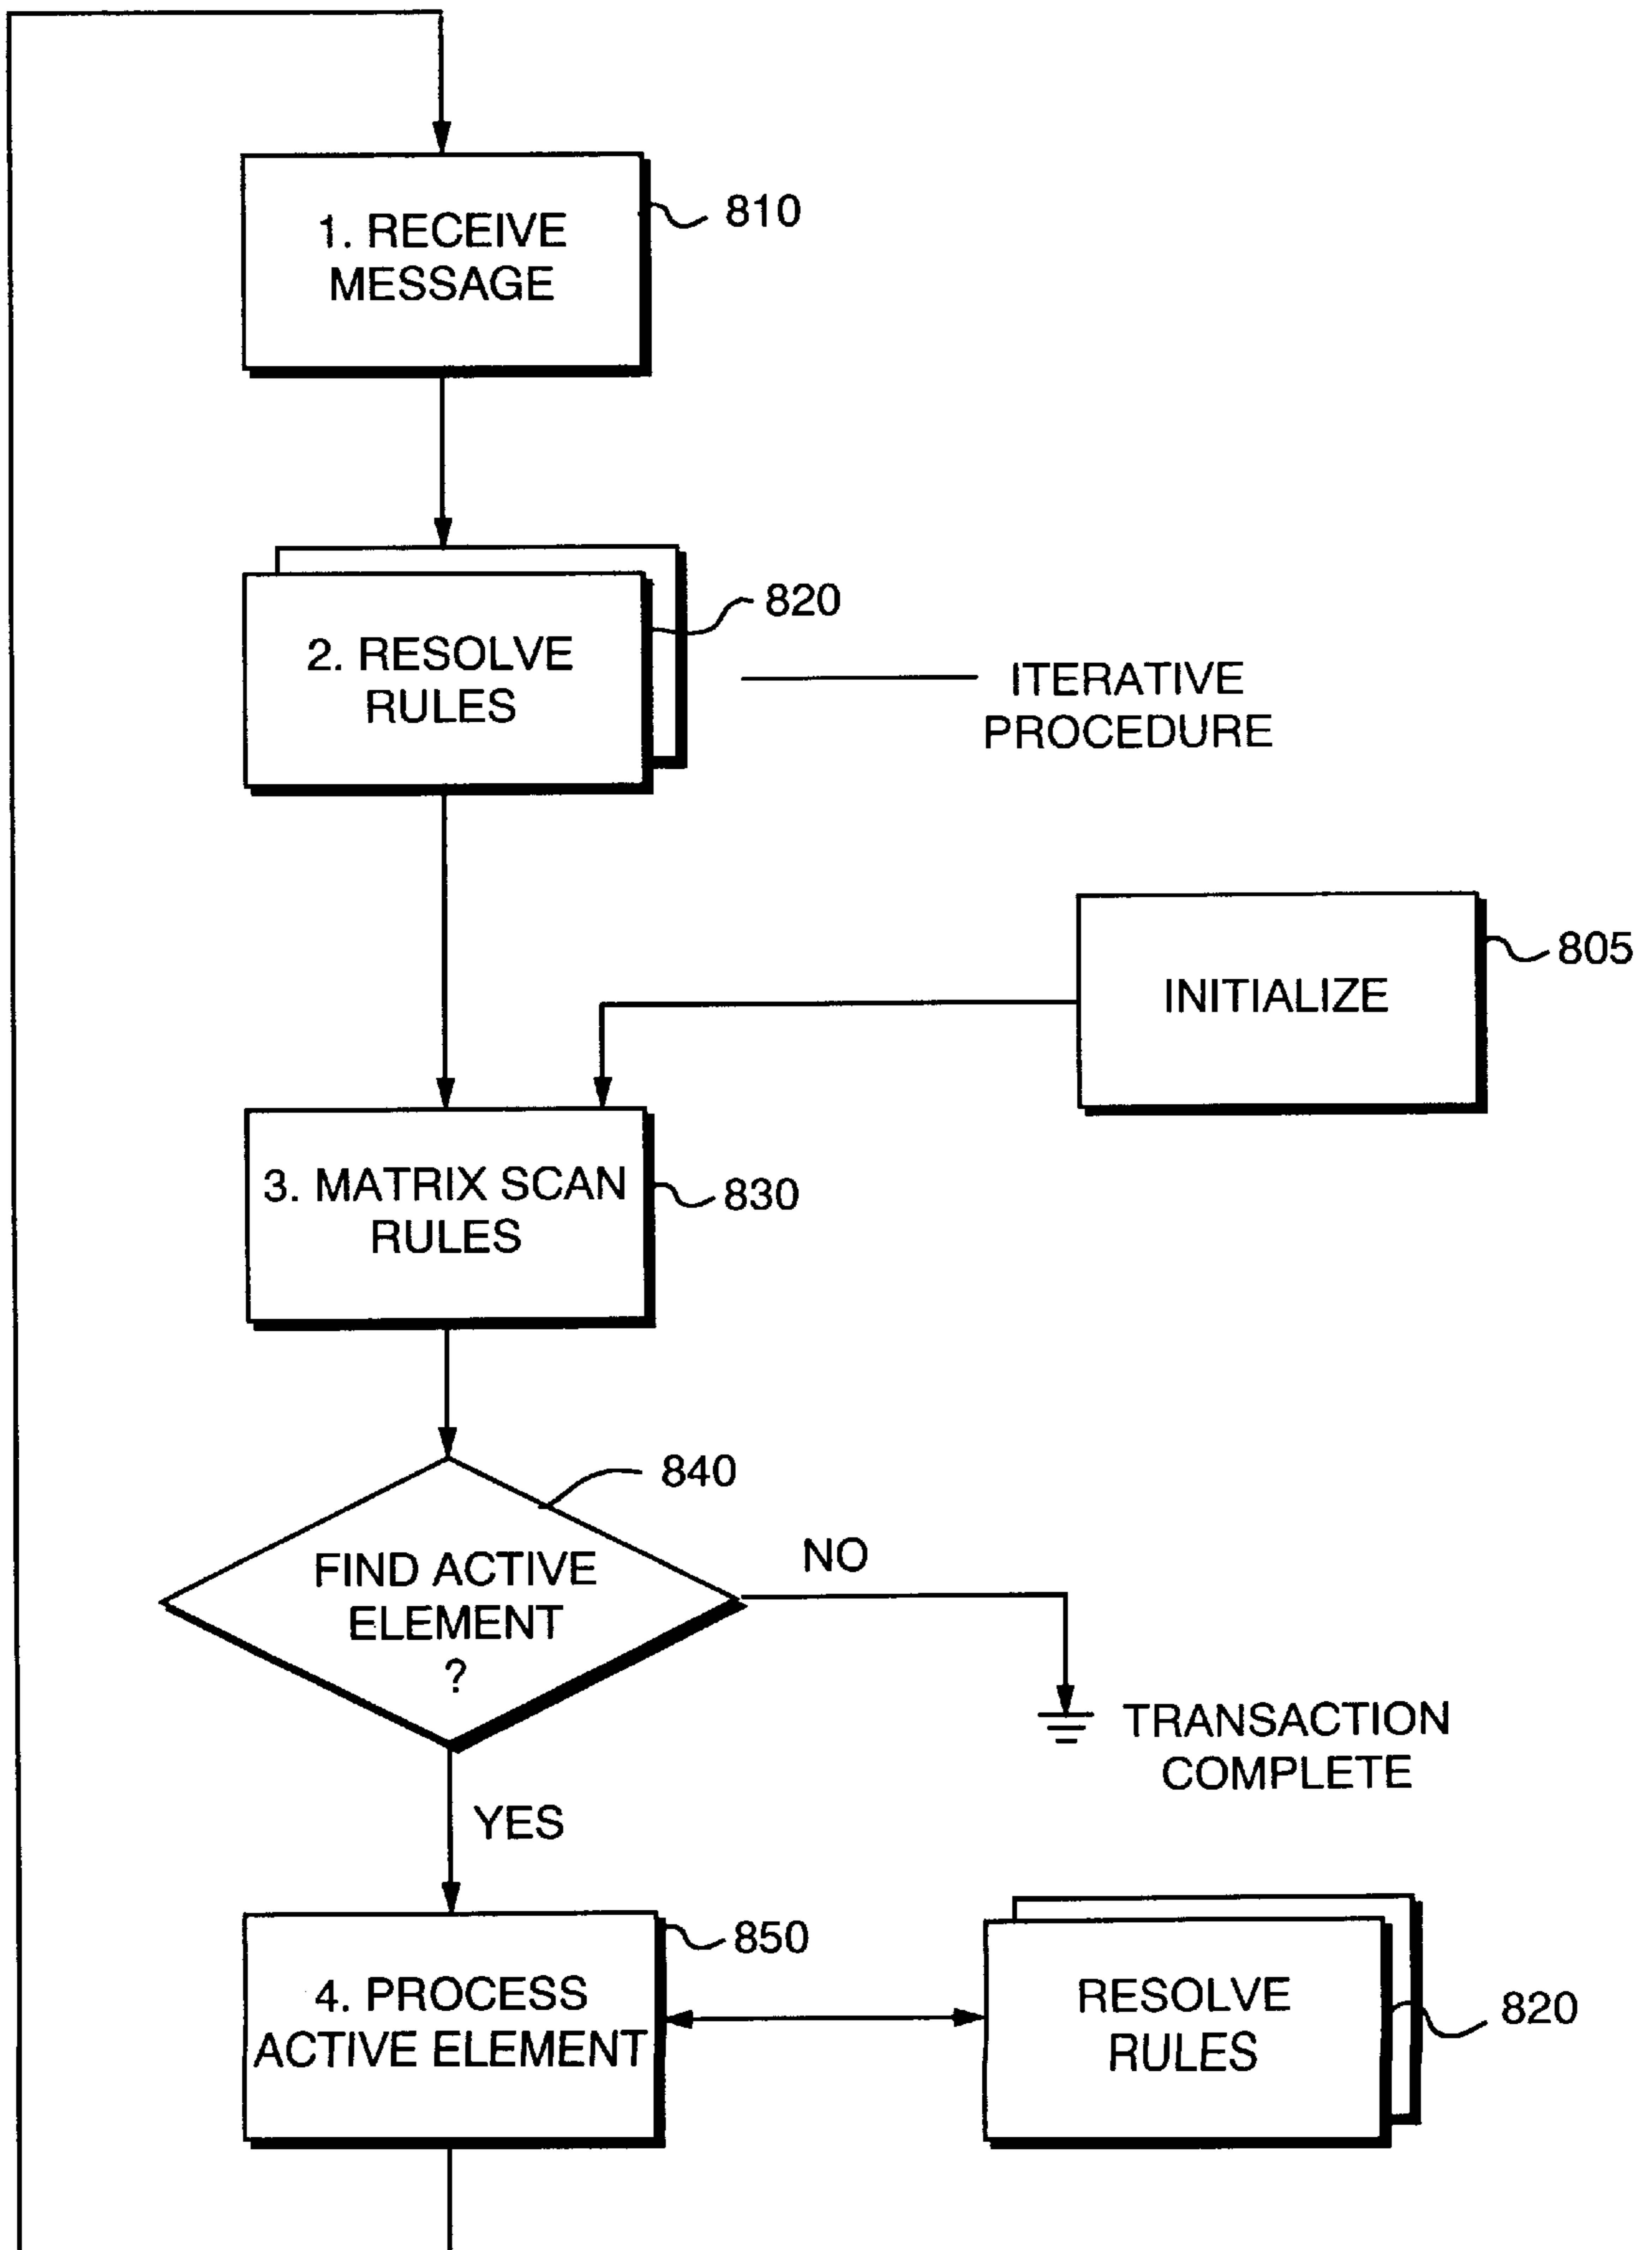 1. RECEIVE
MESSAGE
810
2. RESOLVE
RULES
820
ITERATIVE
PROCEDURE
INITIALIZE
805
3. MATRIX SCAN
RULES
830
840
FIND ACTIVE
ELEMENT
?
NO
TRANSACTION
COMPLETE
YES
4. PROCESS
ACTIVE ELEMENT
850
RESOLVE
RULES
820